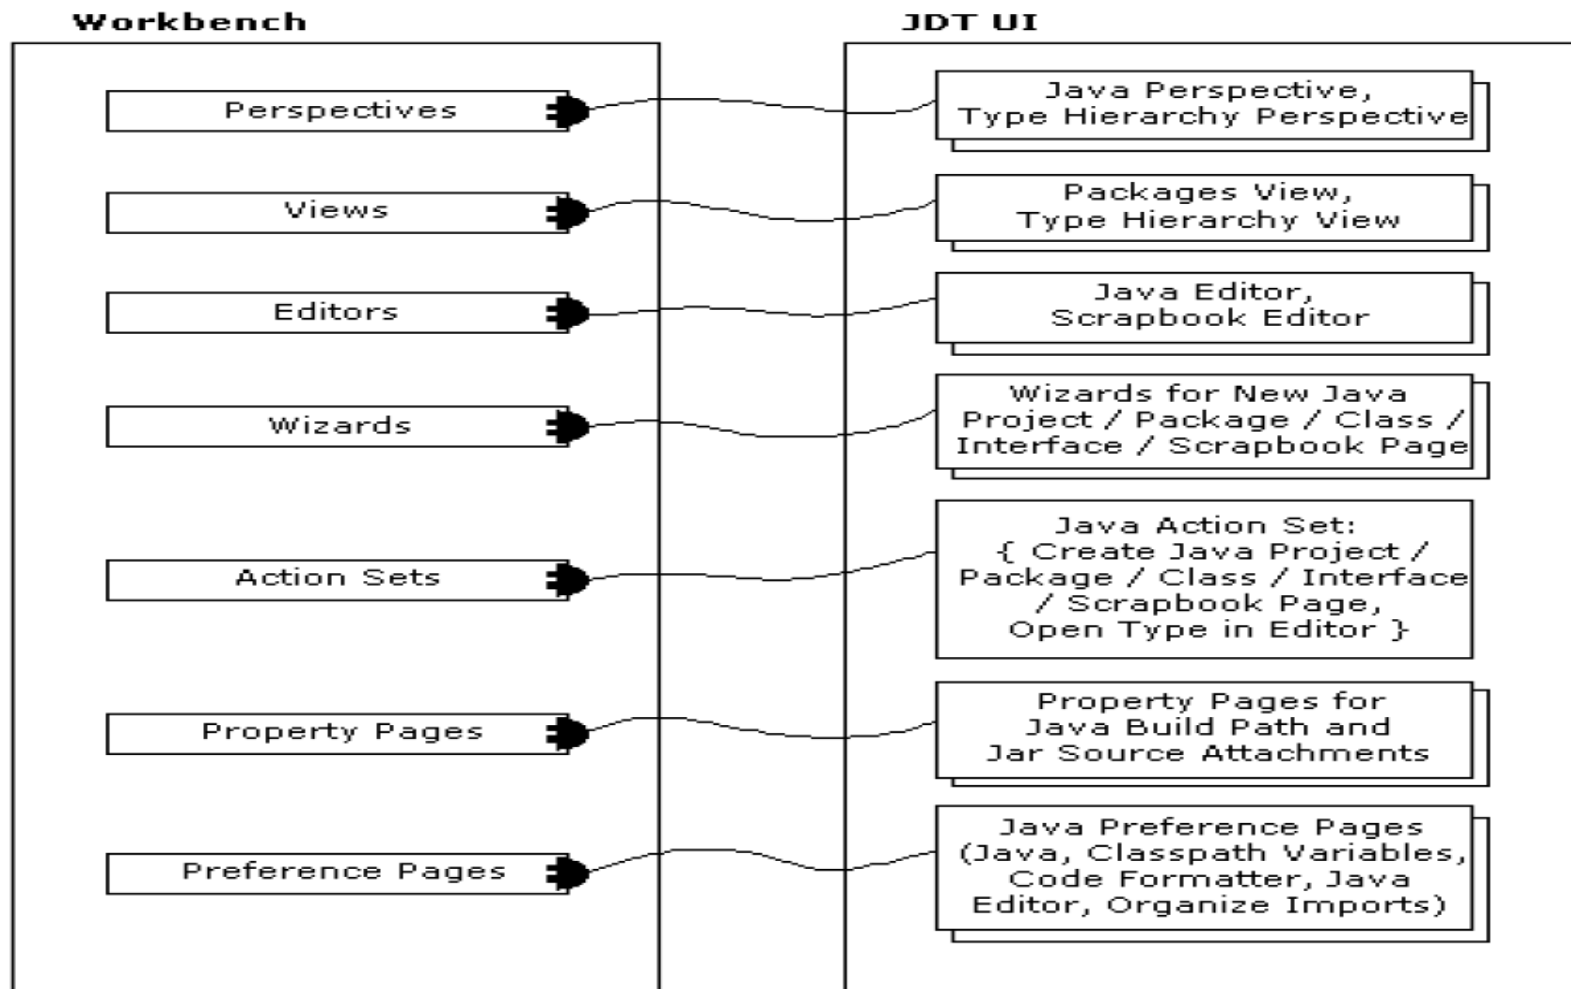 Workbench
JDT UI
Perspectives
Java Perspective,
Type Hierarchy Perspective
Views
Packages View,
Type Hierarchy View
Editors
Java Editor,
Scrapbook Editor
Wizards
Wizards for New Java
Project / Package / Class /
Interface / Scrapbook Page
Action Sets
Java Action Set:
{ Create Java Project /
Package / Class / Interface
/ Scrapbook Page,
Open Type in Editor }
Property Pages
Property Pages for
Java Build Path and
Jar Source Attachments
Preference Pages
Java Preference Pages
(Java, Classpath Variables,
Code Formatter, Java
Editor, Organize Imports)